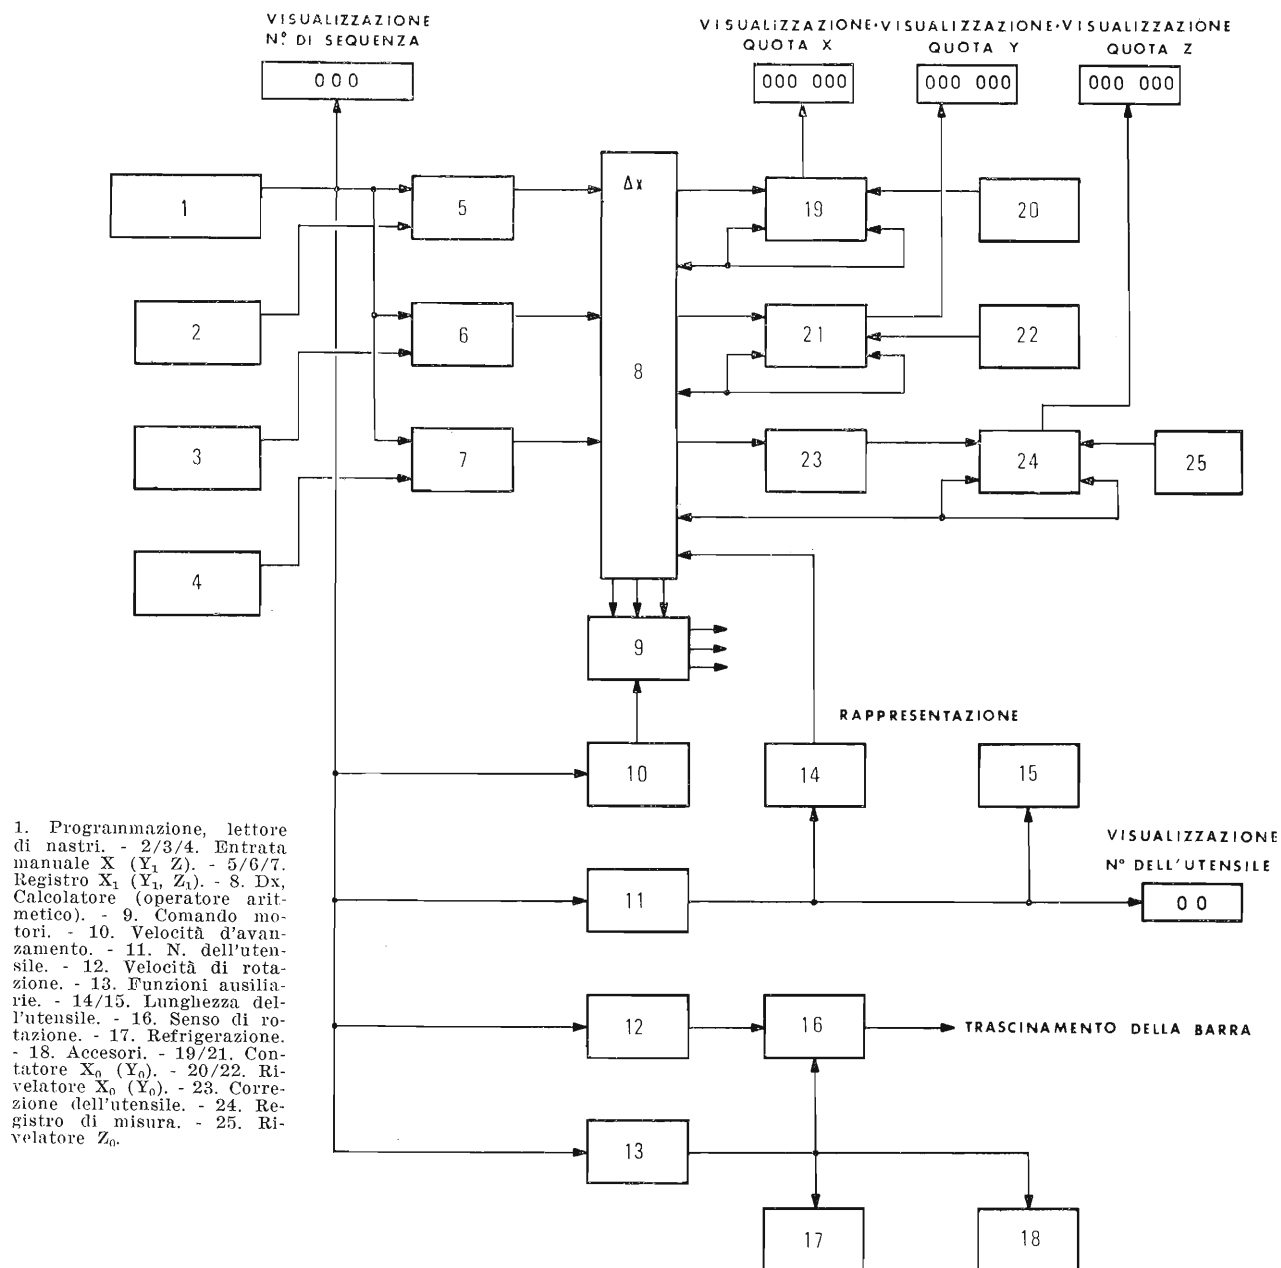 VISUALIZZAZIONE
N.° DI SEQUENZA
000
VISUALIZZAZIONE·VISUALIZZAZIONE·VISUALIZZAZIONE
QUOTA X QUOTA Y QUOTA Z
000 000 000 000 000 000
Δx
1
5
19
20
2
6
8
21
22
3
7
23
24
25
4
9
RAPPRESENTAZIONE
10
14
15
VISUALIZZAZIONE
N° DELL'UTENSILE
11
00
12
16
TRASCINAMENTO DELLA BARRA
13
17
18
1. Programmazione, lettore
di nastri. - 2/3/4. Entrata
manuale X (Y₁ Z). - 5/6/7.
Registro X₁ (Y₁, Z₁). - 8. Dx,
Calcolatore (operatore arit-
metico). - 9. Comando mo-
tori. - 10. Velocità d'avan-
zamento. - 11. N. dell'uten-
sile. - 12. Velocità di rota-
zione. - 13. Funzioni ausilia-
rie. - 14/15. Lunghezza del-
l'utensile. - 16. Senso di ro-
tazione. - 17. Refrigerazione.
- 18. Accesori. - 19/21. Con-
tatore X₀ (Y₀). - 20/22. Ri-
velatore X₀ (Y₀). - 23. Corre-
zione dell'utensile. - 24. Re-
gistro di misura. - 25. Ri-
velatore Z₀.